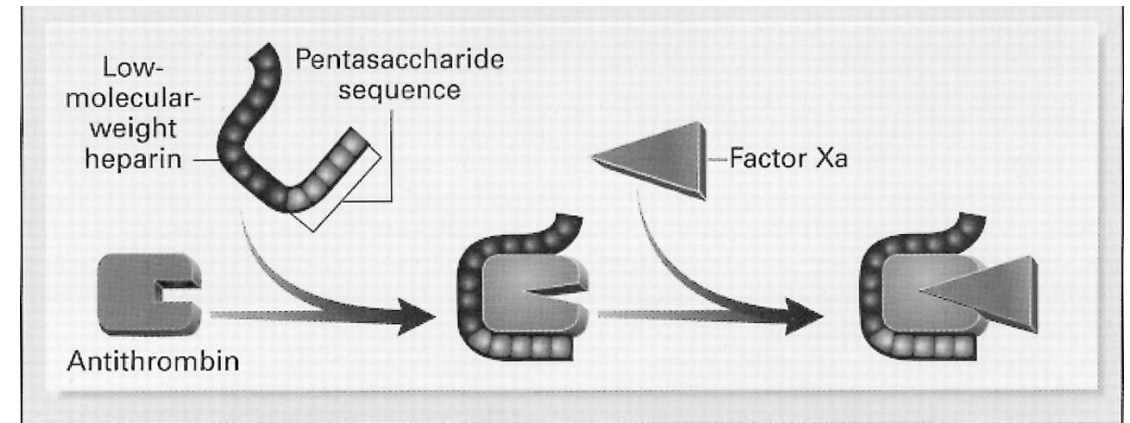 Low-
molecular-
weight
heparin
Pentasaccharide
sequence
Factor Xa
Antithrombin